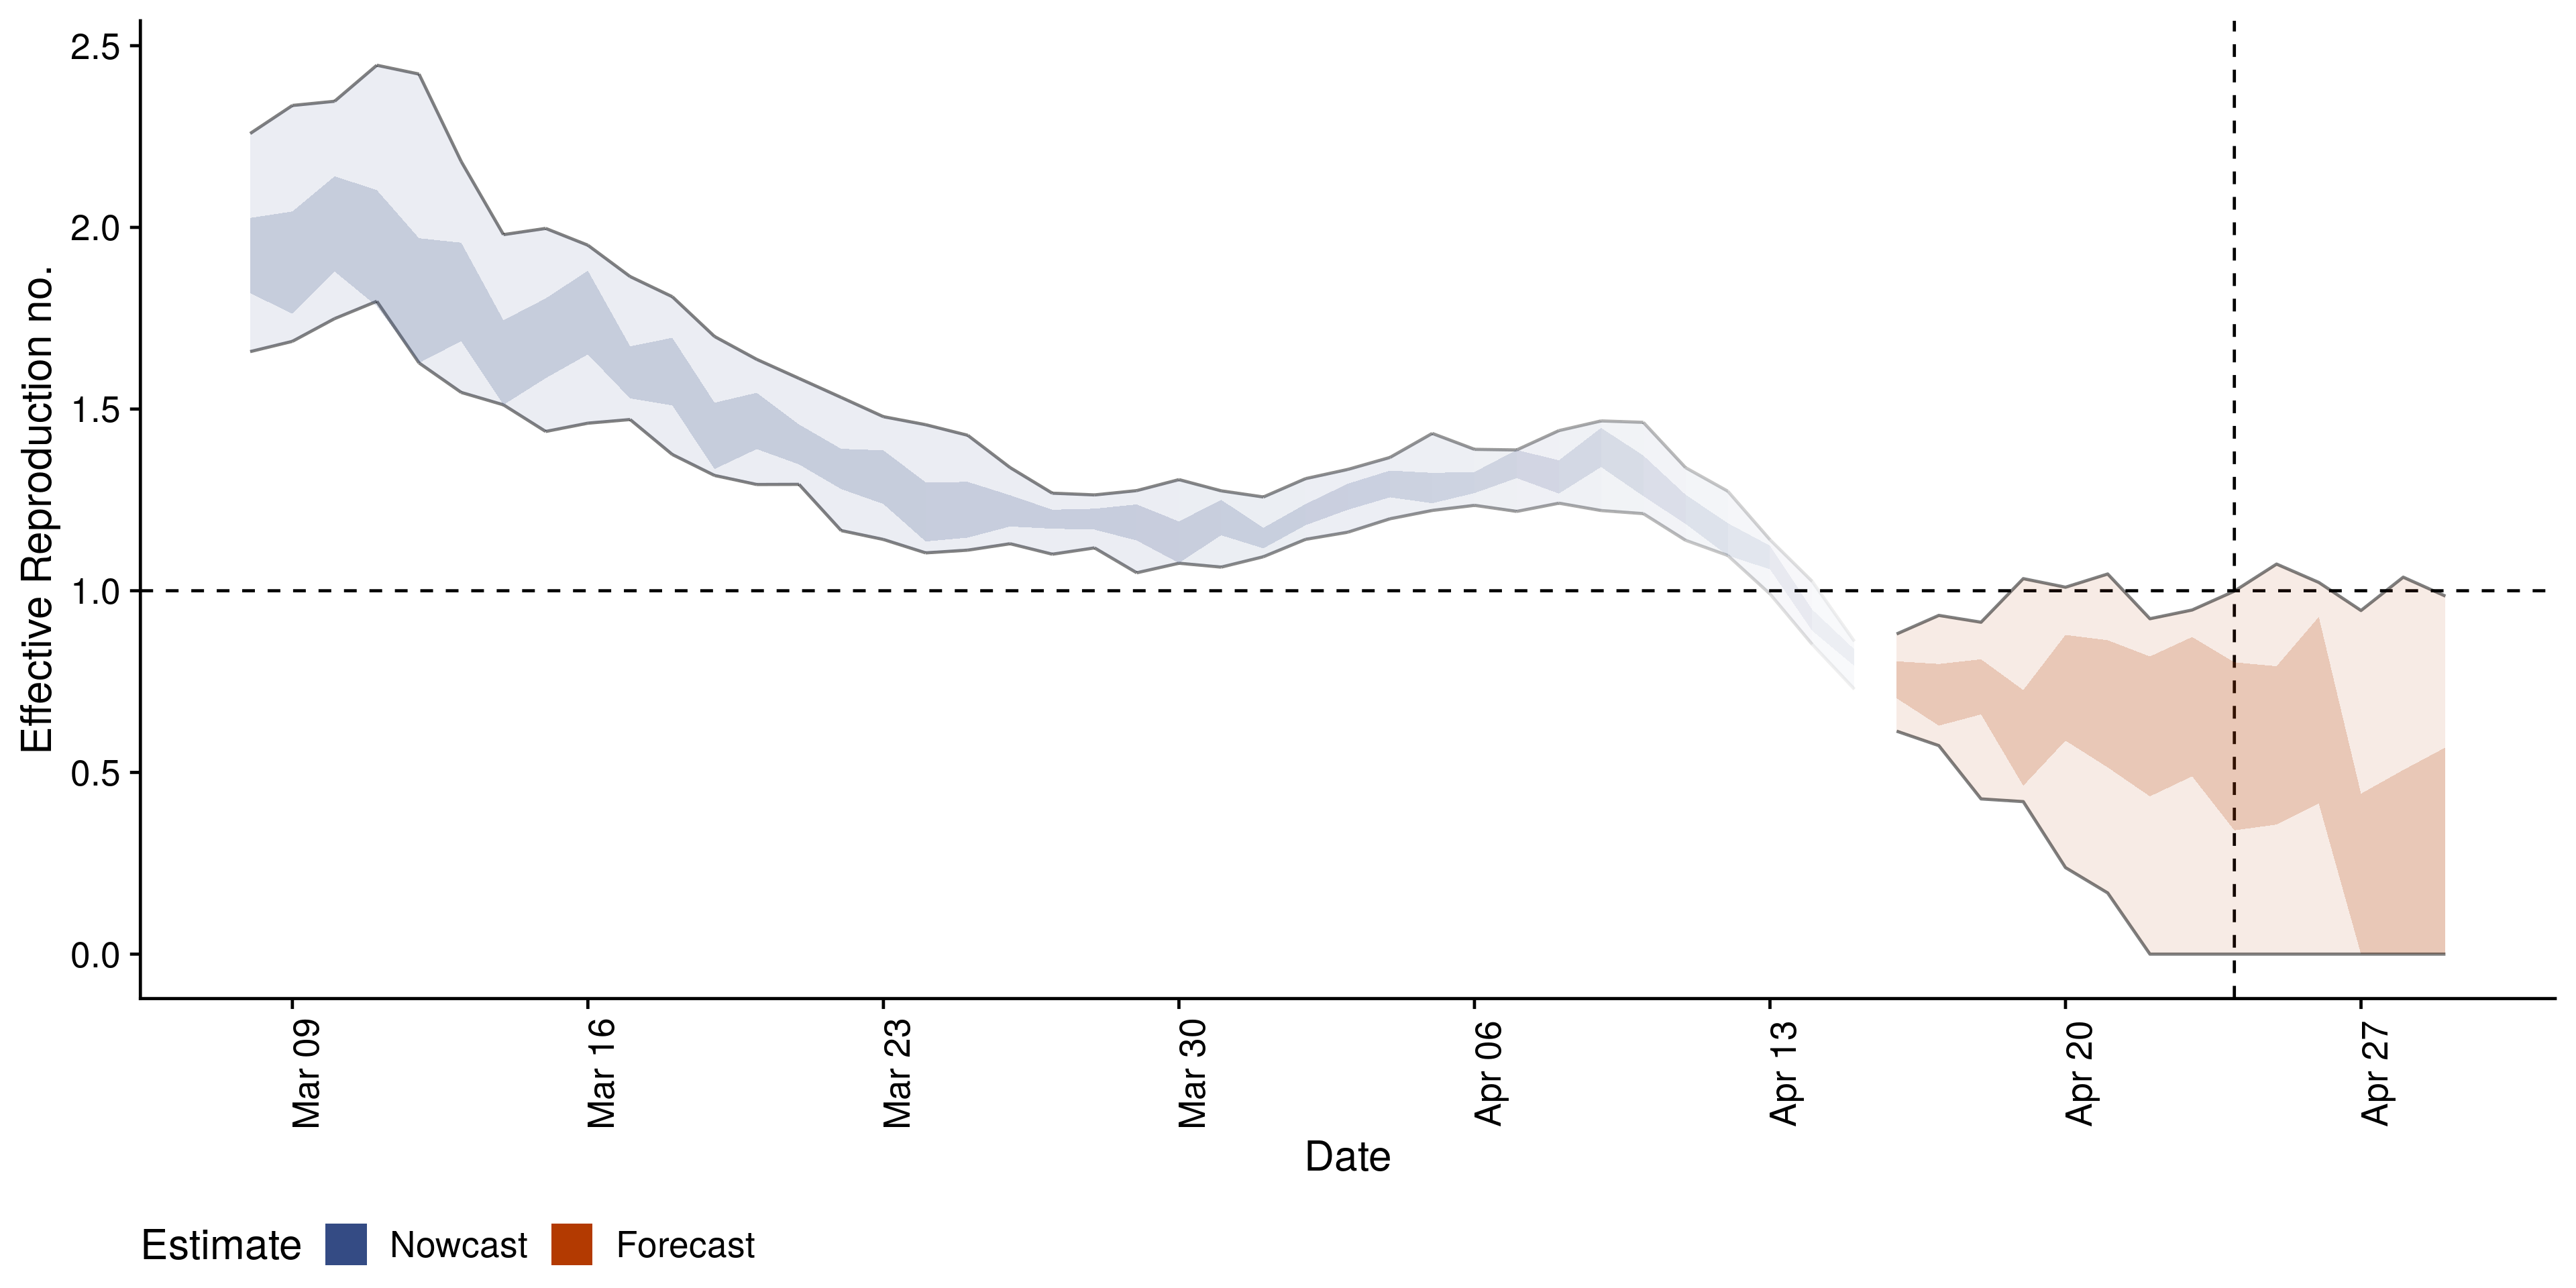 Effective Reproduction no.
2.5
2.0
1.5
1.0
0.5
0.0
Mar 09
Mar 16
Mar 23
Mar 30
Apr 06
Apr 13
Apr 20
Apr 27
Date
Estimate Nowcast Forecast